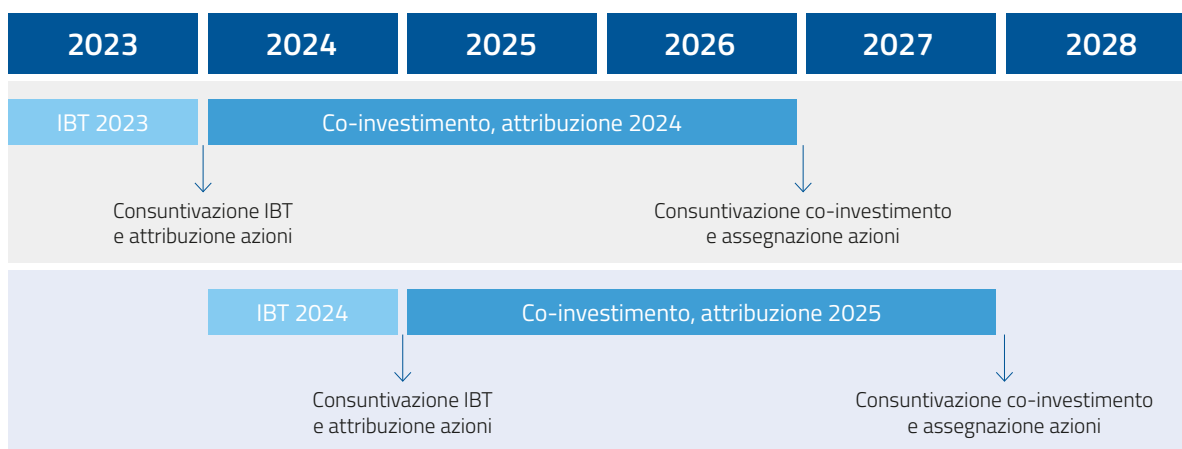 2023 2024 2025 2026 2027 2028
IBT 2023 Co-investimento, attribuzione 2024
Consuntivazione IBT
e attribuzione azioni
Consuntivazione co-investimento
e assegnazione azioni
IBT 2024 Co-investimento, attribuzione 2025
Consuntivazione IBT
e attribuzione azioni
Consuntivazione co-investimento
e assegnazione azioni